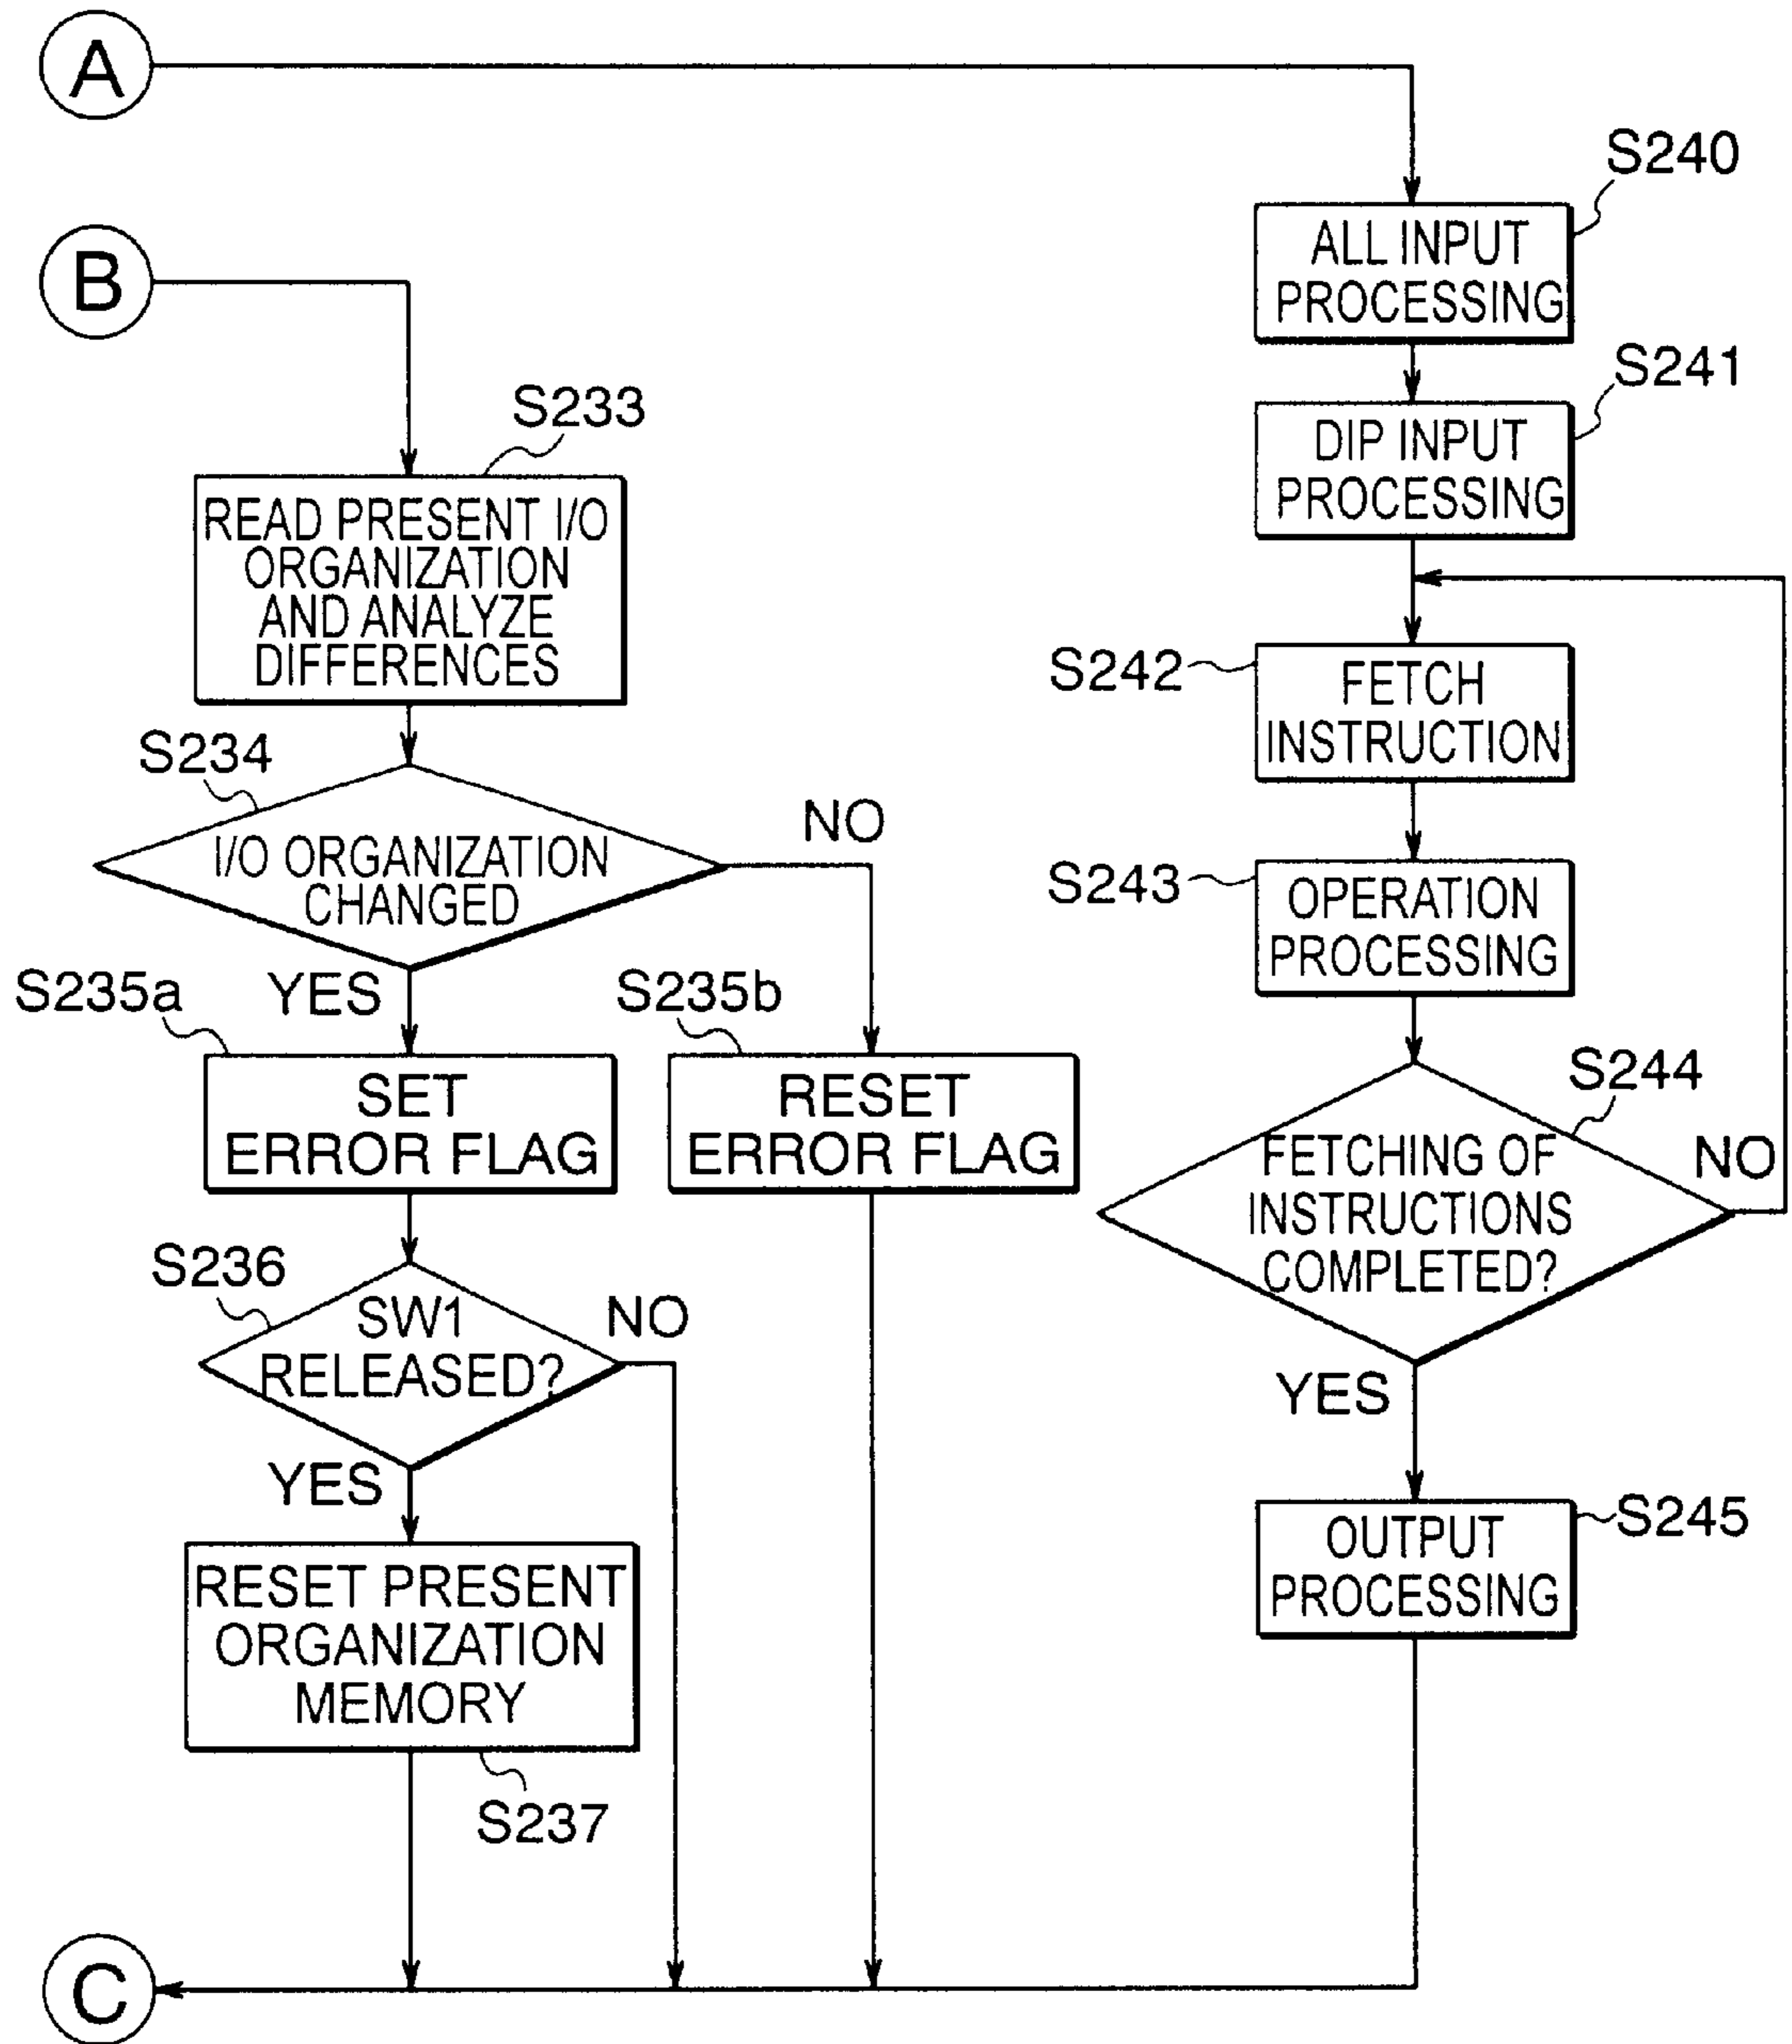 A
S240
ALL INPUT
PROCESSING
B
S241
DIP INPUT
PROCESSING
S233
READ PRESENT I/O
ORGANIZATION
AND ANALYZE
DIFFERENCES
S242
FETCH
INSTRUCTION
S234
I/O ORGANIZATION
CHANGED
NO
YES
S243
OPERATION
PROCESSING
S235a
SET
ERROR FLAG
S235b
RESET
ERROR FLAG
S244
FETCHING OF
INSTRUCTIONS
COMPLETED?
NO
YES
S236
SW1
RELEASED?
NO
YES
S245
OUTPUT
PROCESSING
RESET PRESENT
ORGANIZATION
MEMORY
S237
C